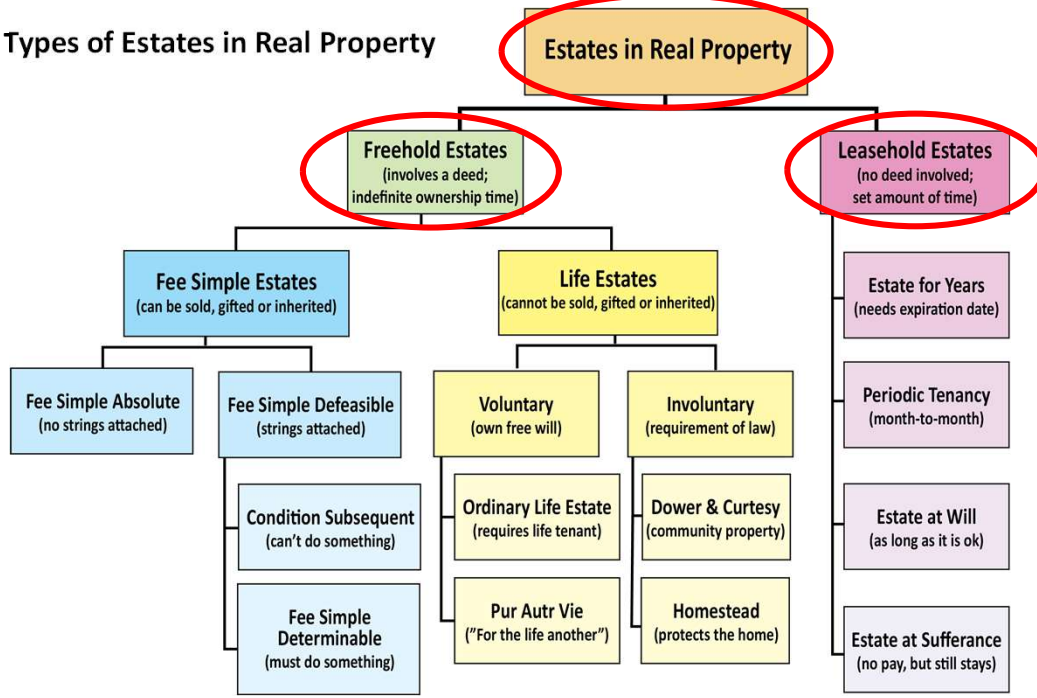 Types of Estates in Real Property
Estates in Real Property
Freehold Estates
(involves a deed;
indefinite ownership time)
Leasehold Estates
(no deed involved;
set amount of time)
Fee Simple Estates
(can be sold, gifted or inherited)
Life Estates
(cannot be sold, gifted or inherited)
Estate for Years
(needs expiration date)
Fee Simple Absolute
(no strings attached)
Fee Simple Defeasible
(strings attached)
Voluntary
(own free will)
Involuntary
(requirement of law)
Periodic Tenancy
(month-to-month)
Condition Subsequent
(can't do something)
Ordinary Life Estate
(requires life tenant)
Dower & Curtesy
(community property)
Estate at Will
(as long as it is ok)
Fee Simple
Determinable
(must do something)
Pur Autr Vie
("For the life another")
Homestead
(protects the home)
Estate at Sufferance
(no pay, but still stays)